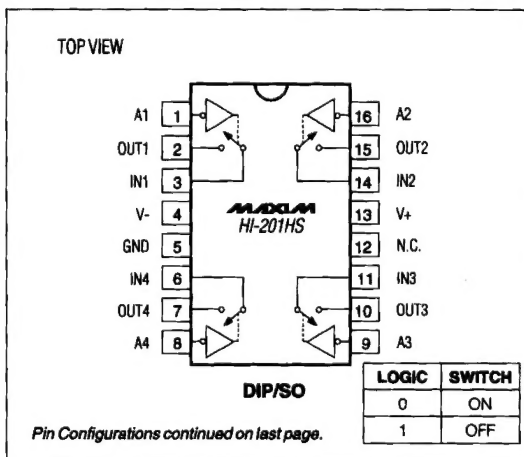 TOP VIEW
A1 1 16 A2
OUT1 2 15 OUT2
IN1 3 14 IN2
V- 4 MAXIM 13 V+
HI-201HS
GND 5 12 N.C.
IN4 6 11 IN3
OUT4 7 10 OUT3
A4 8 9 A3
DIP/SO
LOGIC SWITCH
0 ON
1 OFF
Pin Configurations continued on last page.